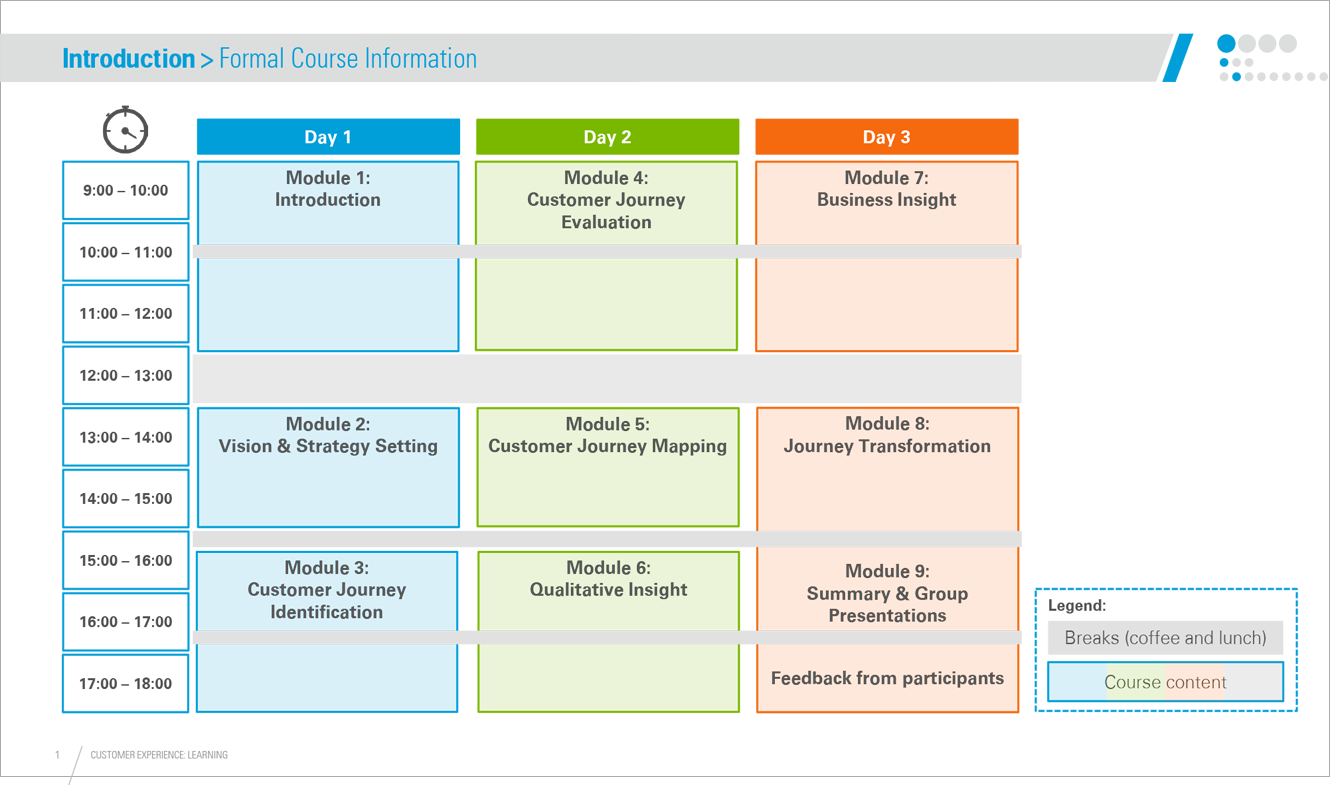 Introduction > Formal Course Information
Day 1
Day 2
Day 3
9:00 – 10:00
10:00 – 11:00
11:00 – 12:00
12:00 – 13:00
13:00 – 14:00
14:00 – 15:00
15:00 – 16:00
16:00 – 17:00
17:00 – 18:00
Module 1:
Introduction
Module 4:
Customer Journey
Evaluation
Module 7:
Business Insight
Module 2:
Vision & Strategy Setting
Module 5:
Customer Journey Mapping
Module 8:
Journey Transformation
Module 3:
Customer Journey
Identification
Module 6:
Qualitative Insight
Module 9:
Summary & Group
Presentations
Feedback from participants
Legend:
Breaks (coffee and lunch)
Course content
1
CUSTOMER EXPERIENCE: LEARNING